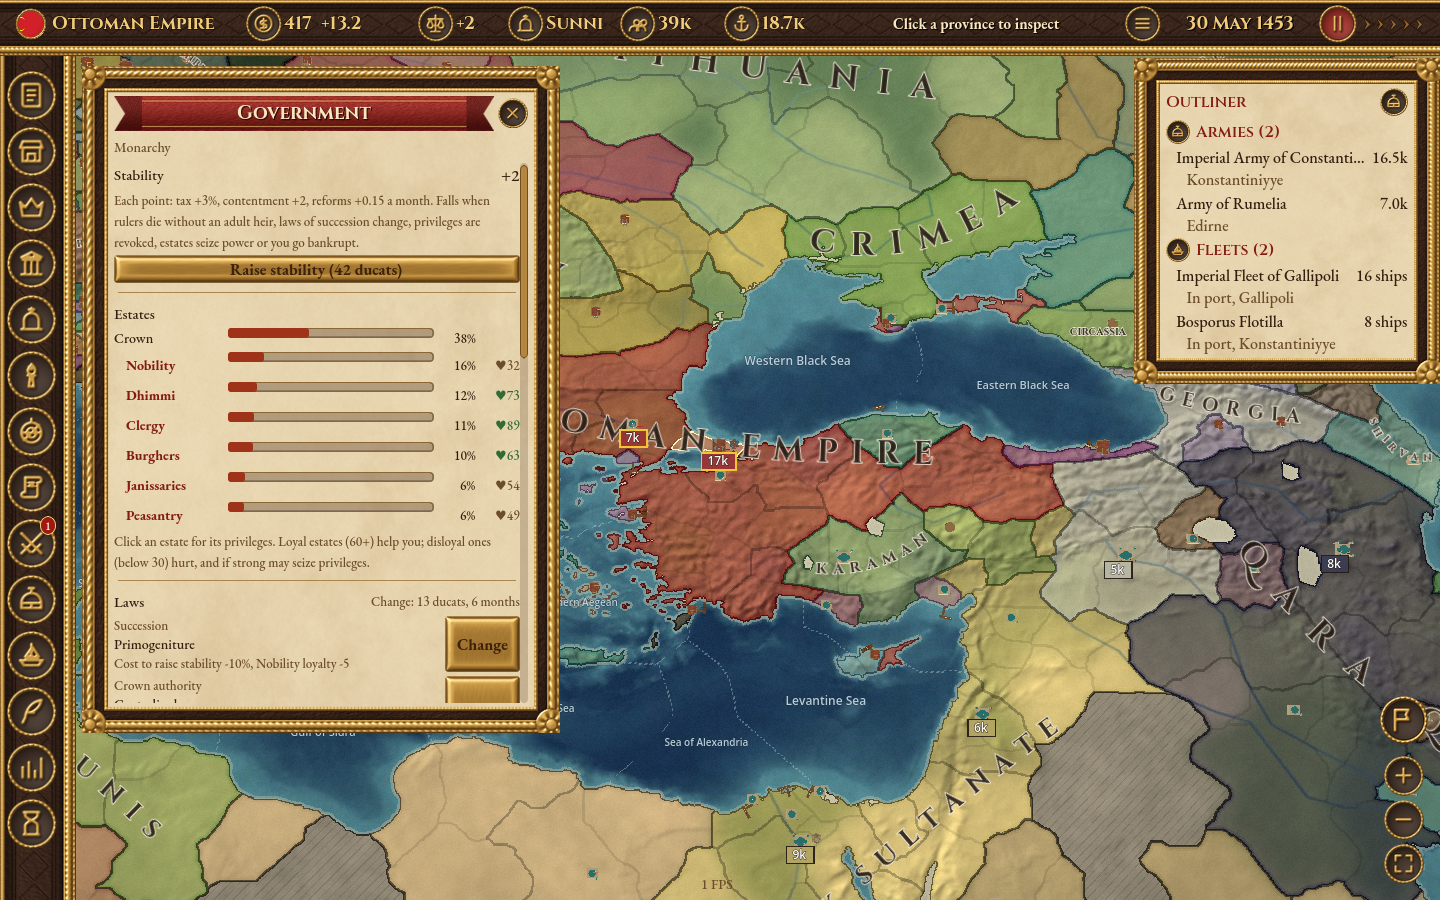 OTTOMAN EMPIRE 417 +13.2 +2 SUNNI 39K 18.7K Click a province to inspect 30 MAY 1453
GOVERNMENT
Monarchy
Stability +2
Each point: tax +3%, contentment +2, reforms +0.15 a month. Falls when
rulers die without an adult heir, laws of succession change, privileges are
revoked, estates seize power or you go bankrupt.
Raise stability (42 ducats)
Estates
Crown 38%
Nobility 16% ♥32
Dhimmi 12% ♥73
Clergy 11% ♥89
Burghers 10% ♥63
Janissaries 6% ♥54
Peasantry 6% ♥49
Click an estate for its privileges. Loyal estates (60+) help you; disloyal ones
(below 30) hurt, and if strong may seize privileges.
Laws Change: 13 ducats, 6 months
Succession
Primogeniture
Cost to raise stability -10%, Nobility loyalty -5
Change
Crown authority
1
OUTLINER
ARMIES (2)
Imperial Army of Constanti... 16.5k
Konstantiniyye
Army of Rumelia 7.0k
Edirne
FLEETS (2)
Imperial Fleet of Gallipoli 16 ships
In port, Gallipoli
Bosporus Flotilla 8 ships
In port, Konstantiniyye
THUANIA
CRIMEA
CIRCASSIA
Western Black Sea
Eastern Black Sea
GEORGIA
SHIRVAN
OMAN EMPIRE
7k
17k
KARAMAN
5k
8k
QARA Q
ern Aegean
Levantine Sea
Sea
Sea of Alexandria
6k
SULTANATE
9k
UNIS
1 FPS